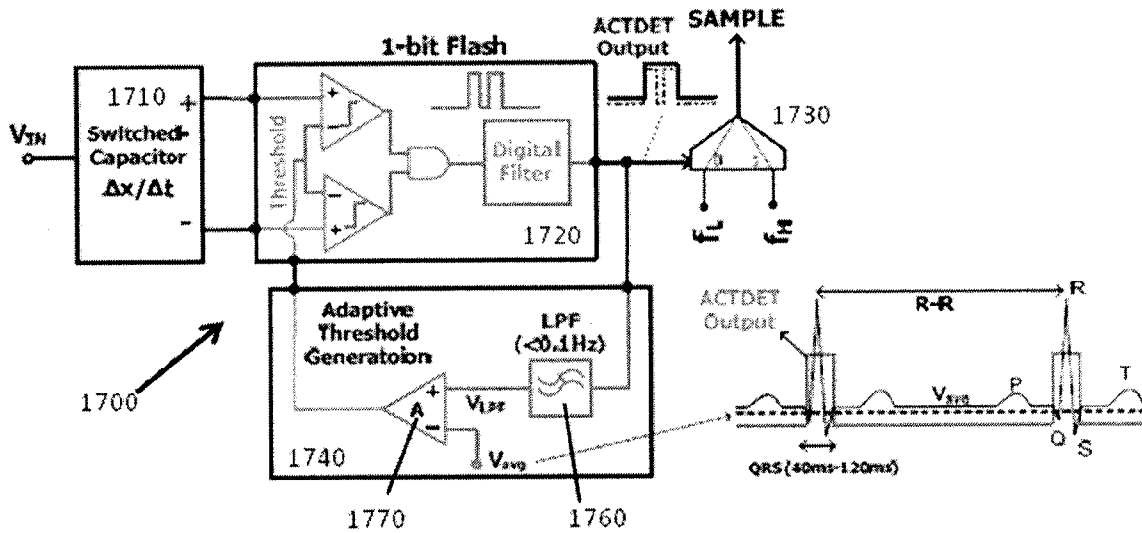 SAMPLE
ACTDET
Output
1-bit Flash
1710
+
-
V_IN
Switched-
Capacitor
Δx/Δt
Threshold
+
-
-
+
Digital
Filter
1720
1730
0
f_L
f_H
Adaptive
Threshold
Generatoion
LPF
(<0.1Hz)
A
+
-
V_LPF
V_avg
1740
1700
1770
1760
ACTDET
Output
R-R
R
P
T
V_avg
Q
S
QRS (40ms-120ms)